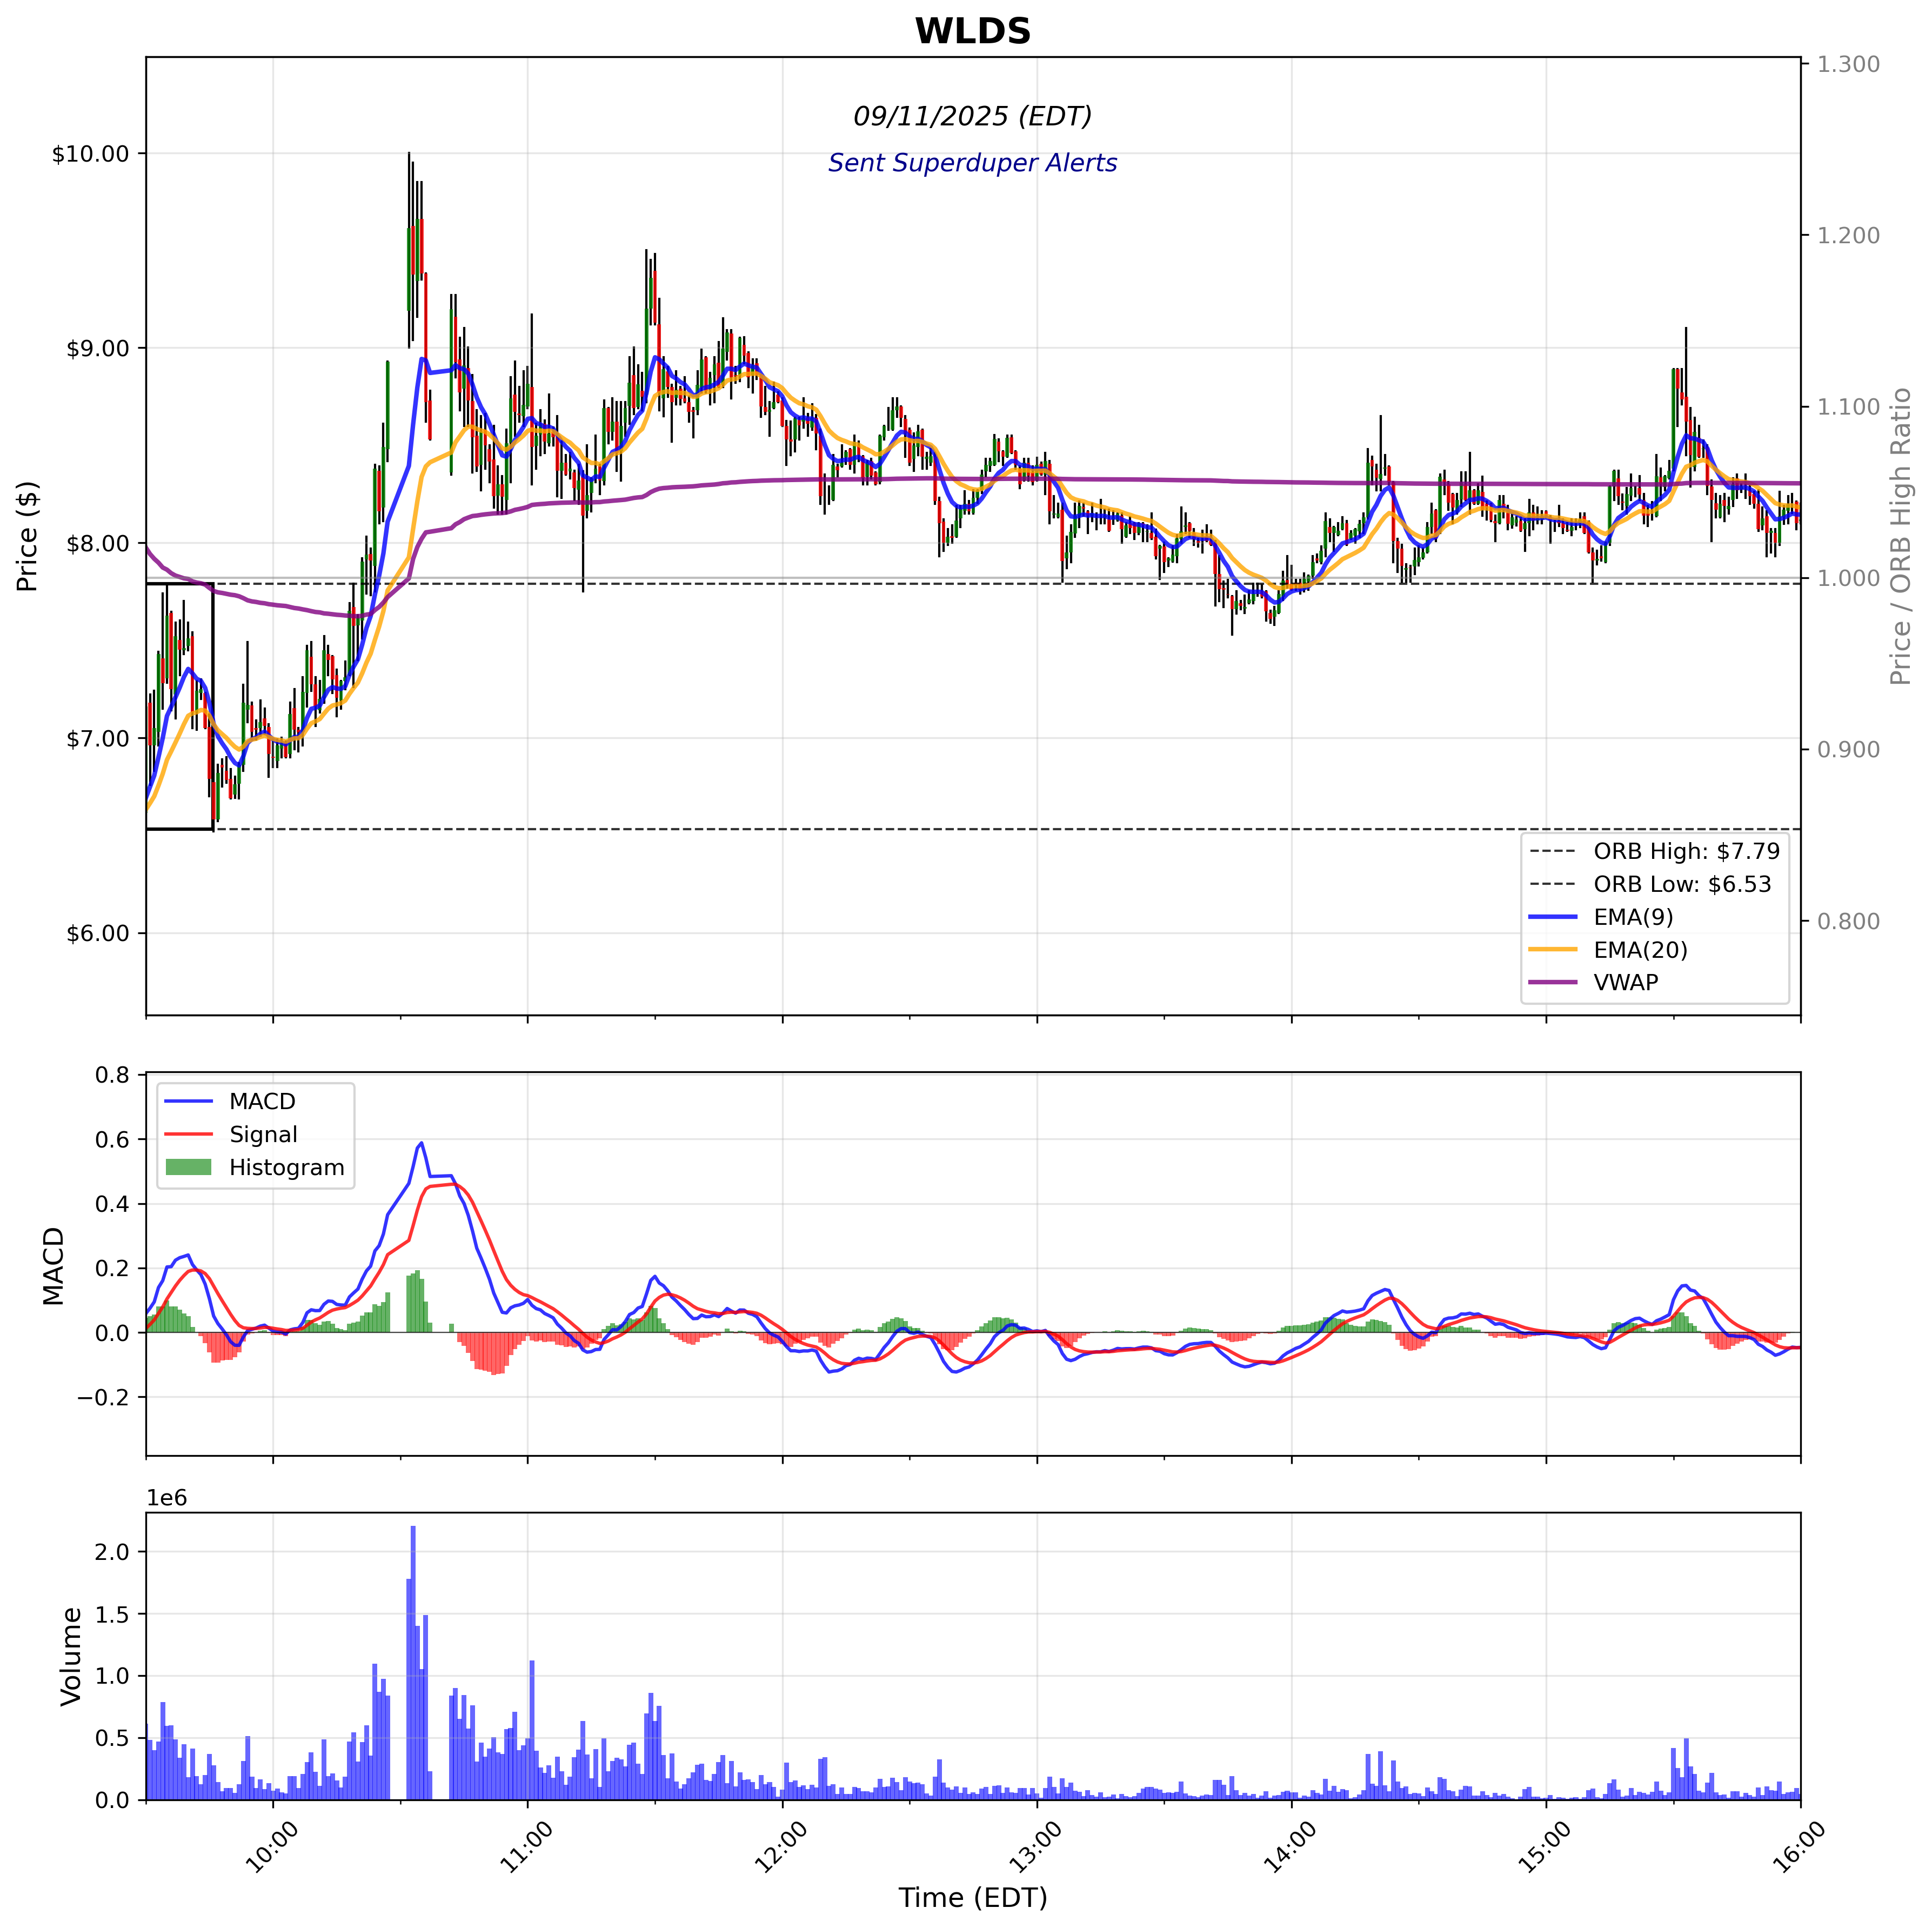 WLDS
09/11/2025 (EDT)
Sent Superduper Alerts
Price ($)
$10.00
$9.00
$8.00
$7.00
$6.00
1.300
1.200
1.100
1.000
0.900
0.800
Price / ORB High Ratio
ORB High: $7.79
ORB Low: $6.53
EMA(9)
EMA(20)
VWAP
MACD
0.8
0.6
0.4
0.2
0.0
−0.2
MACD
Signal
Histogram
1e6
Volume
2.0
1.5
1.0
0.5
0.0
10:00
11:00
12:00
13:00
14:00
15:00
16:00
Time (EDT)